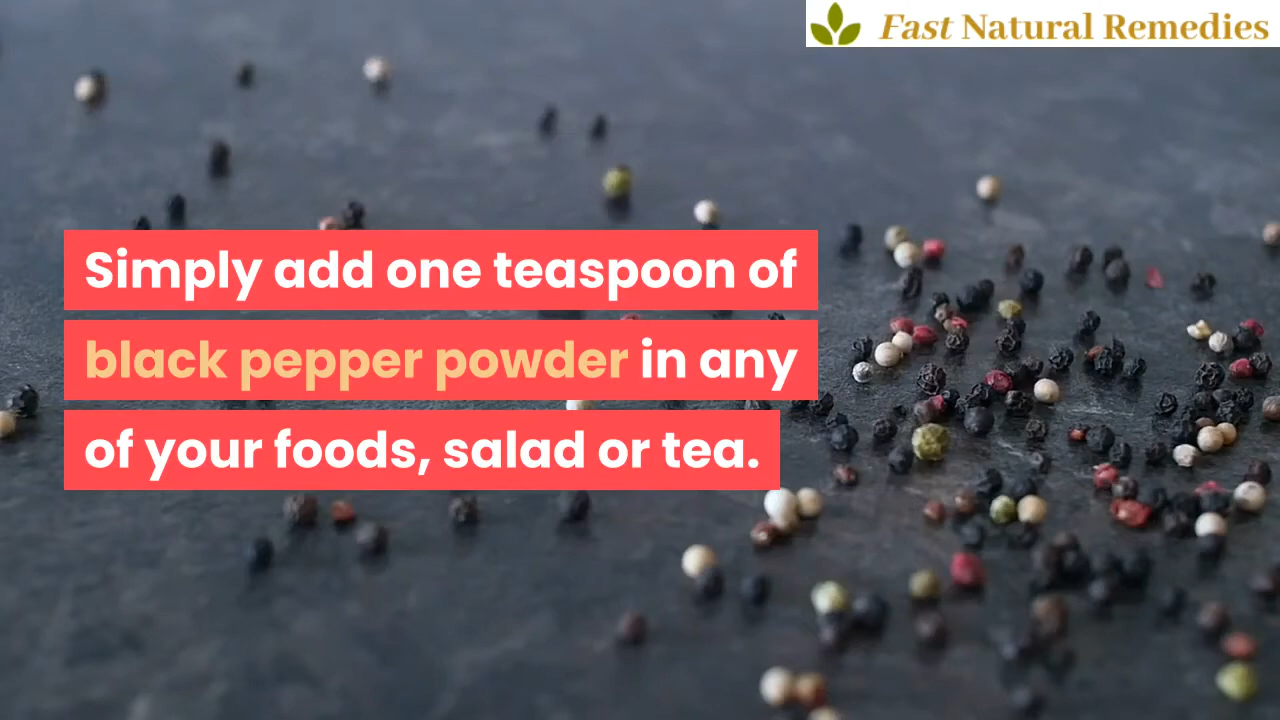 Fast Natural Remedies
Simply add one teaspoon of
black pepper powder in any
of your foods, salad or tea.